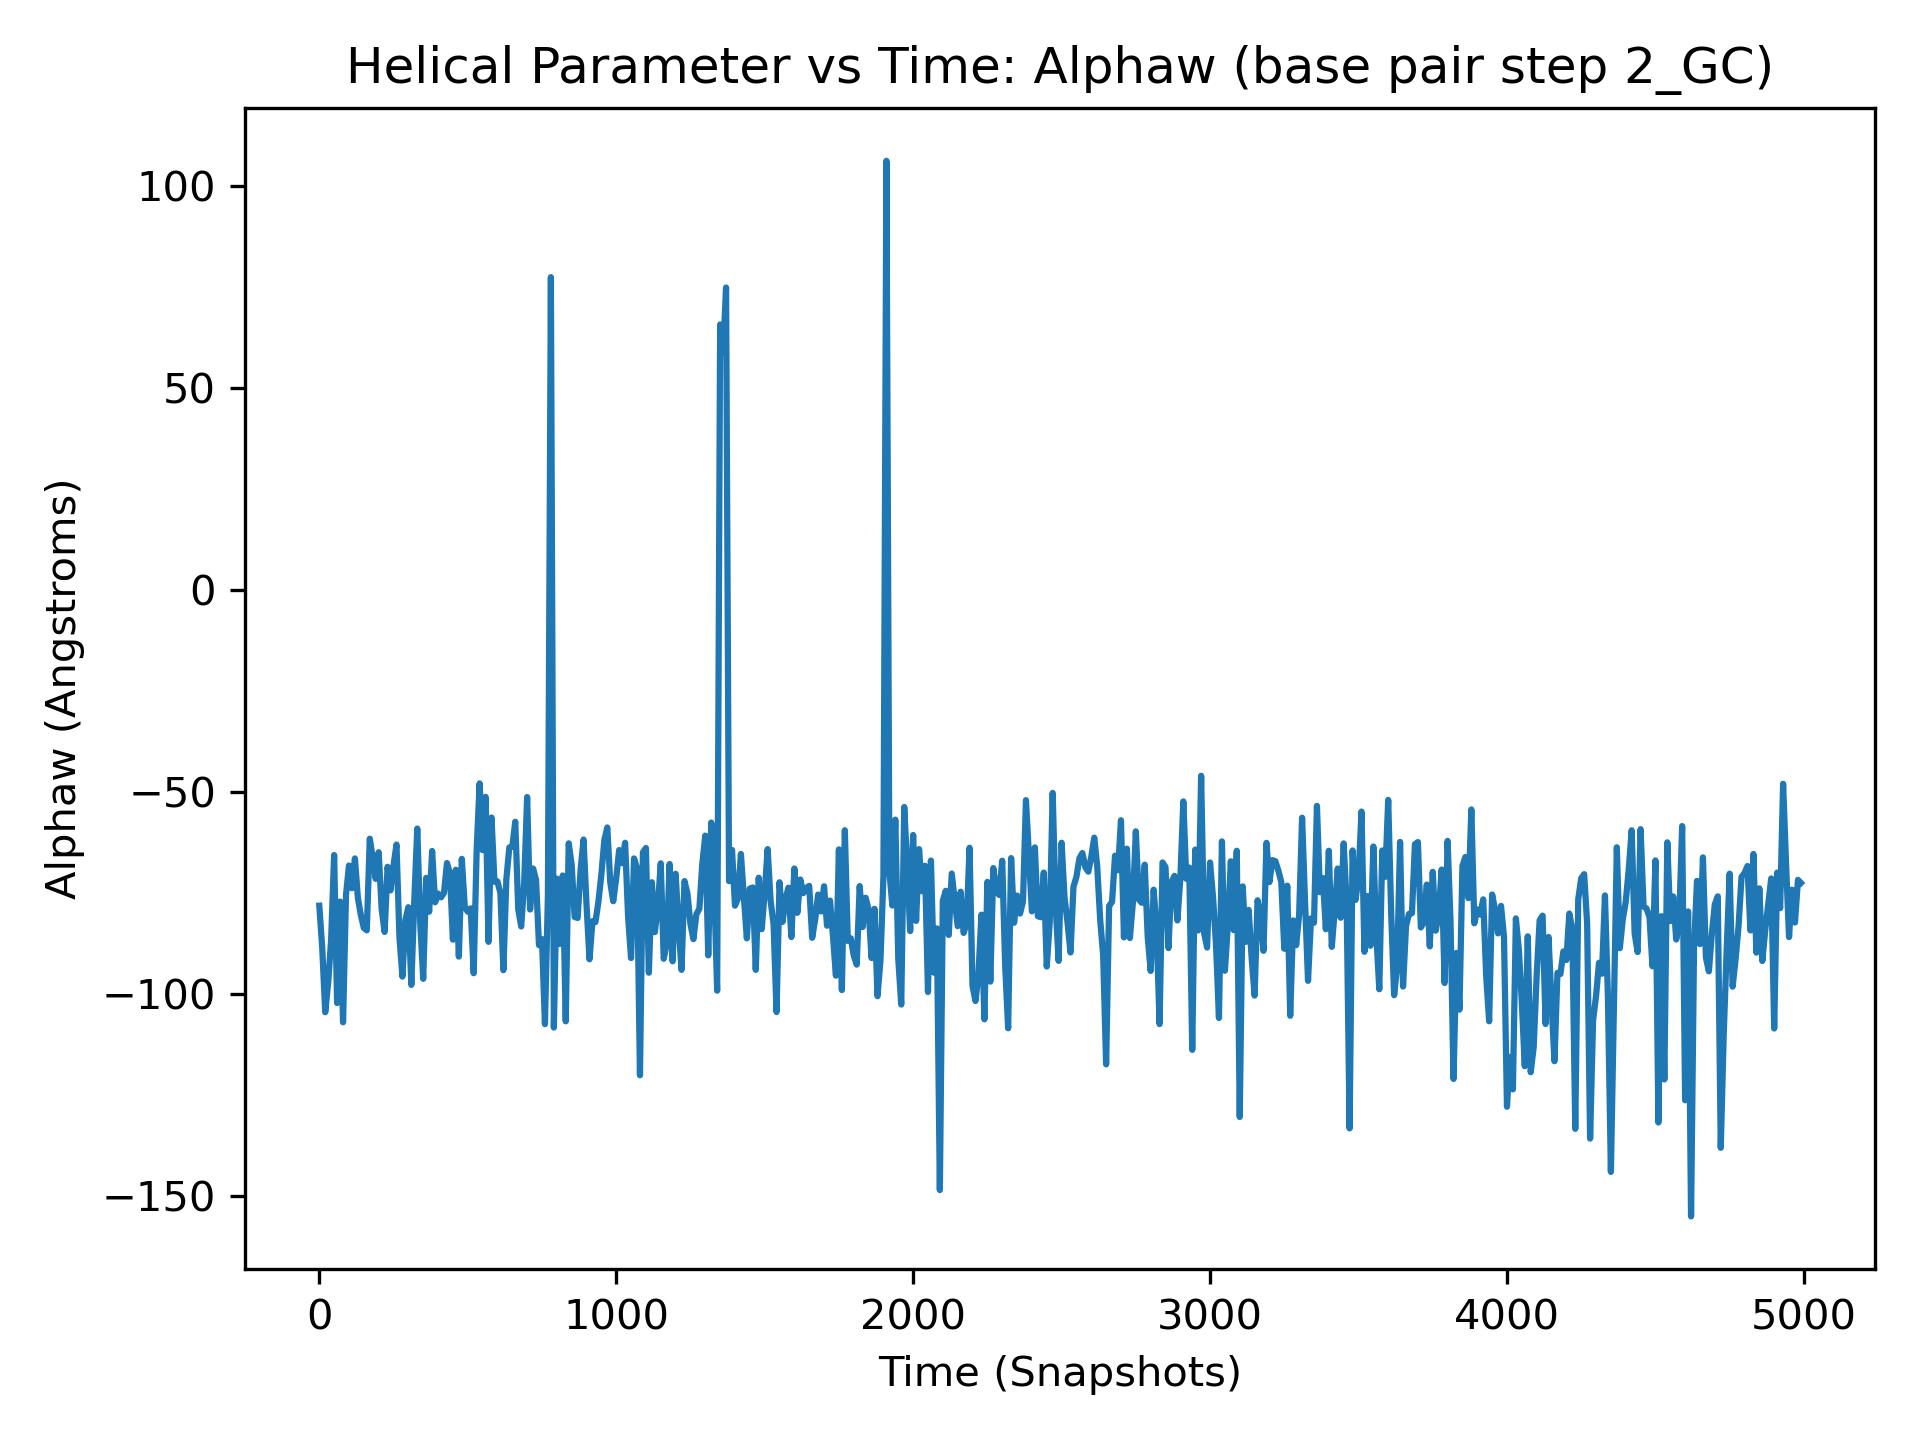 Helical Parameter vs Time: Alphaw (base pair step 2_GC)
Alphaw (Angstroms)
100
50
0
−50
−100
−150
0 1000 2000 3000 4000 5000
Time (Snapshots)